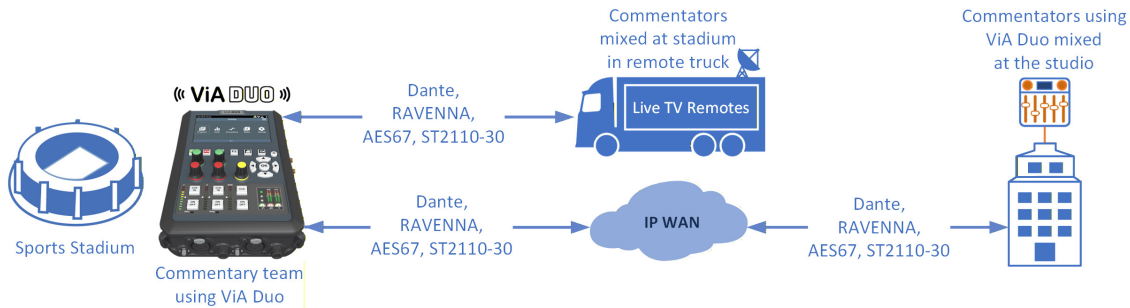 Sports Stadium
ViA DUO
Commentary team
using ViA Duo
Dante,
RAVENNA,
AES67, ST2110-30
Commentators
mixed at stadium
in remote truck
Live TV Remotes
Dante,
RAVENNA,
AES67, ST2110-30
IP WAN
Dante,
RAVENNA,
AES67, ST2110-30
Commentators using
ViA Duo mixed
at the studio